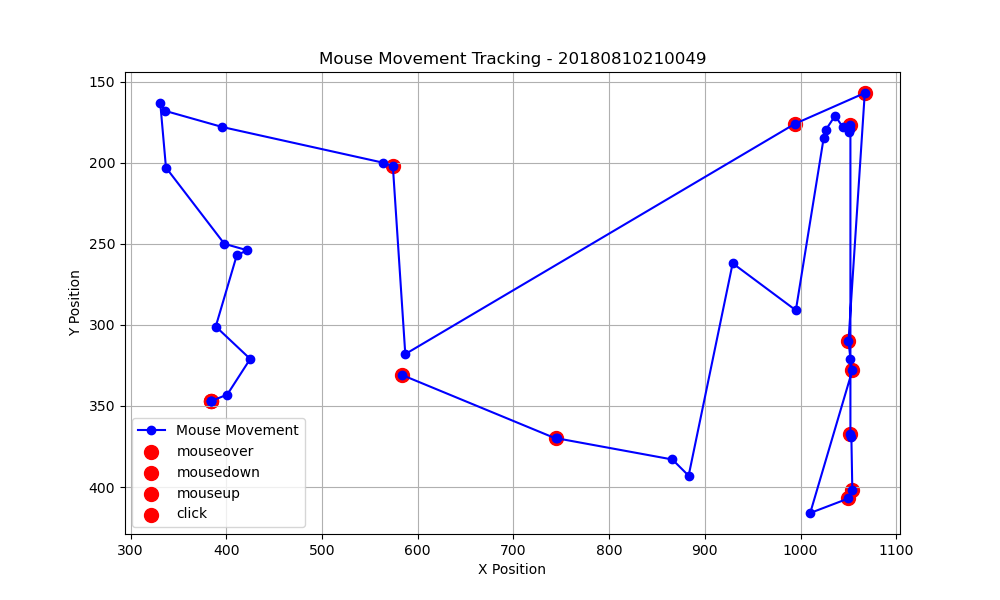 Mouse Movement Tracking - 20180810210049
Y Position
150
200
250
300
350
400
Mouse Movement
mouseover
mousedown
mouseup
click
300 400 500 600 700 800 900 1000 1100
X Position